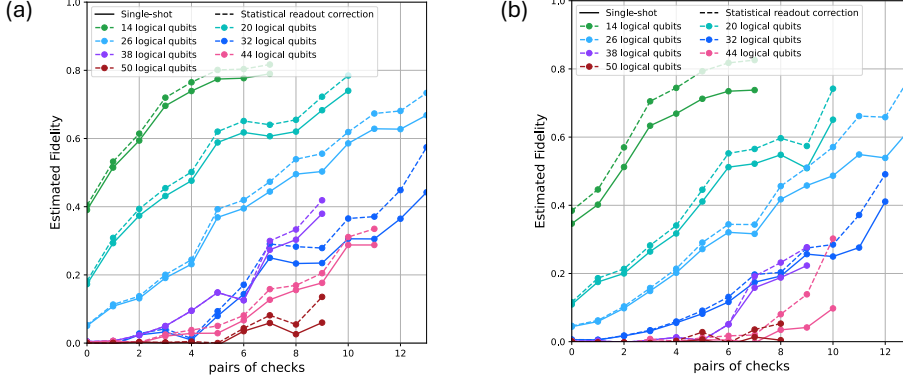 (a)
Single-shot
Statistical readout correction
14 logical qubits
20 logical qubits
26 logical qubits
32 logical qubits
38 logical qubits
44 logical qubits
50 logical qubits
1.0
0.8
0.6
0.4
0.2
0.0
Estimated Fidelity
0 2 4 6 8 10 12
pairs of checks
(b)
Single-shot
Statistical readout correction
14 logical qubits
20 logical qubits
26 logical qubits
32 logical qubits
38 logical qubits
44 logical qubits
50 logical qubits
1.0
0.8
0.6
0.4
0.2
0.0
Estimated Fidelity
0 2 4 6 8 10 12
pairs of checks